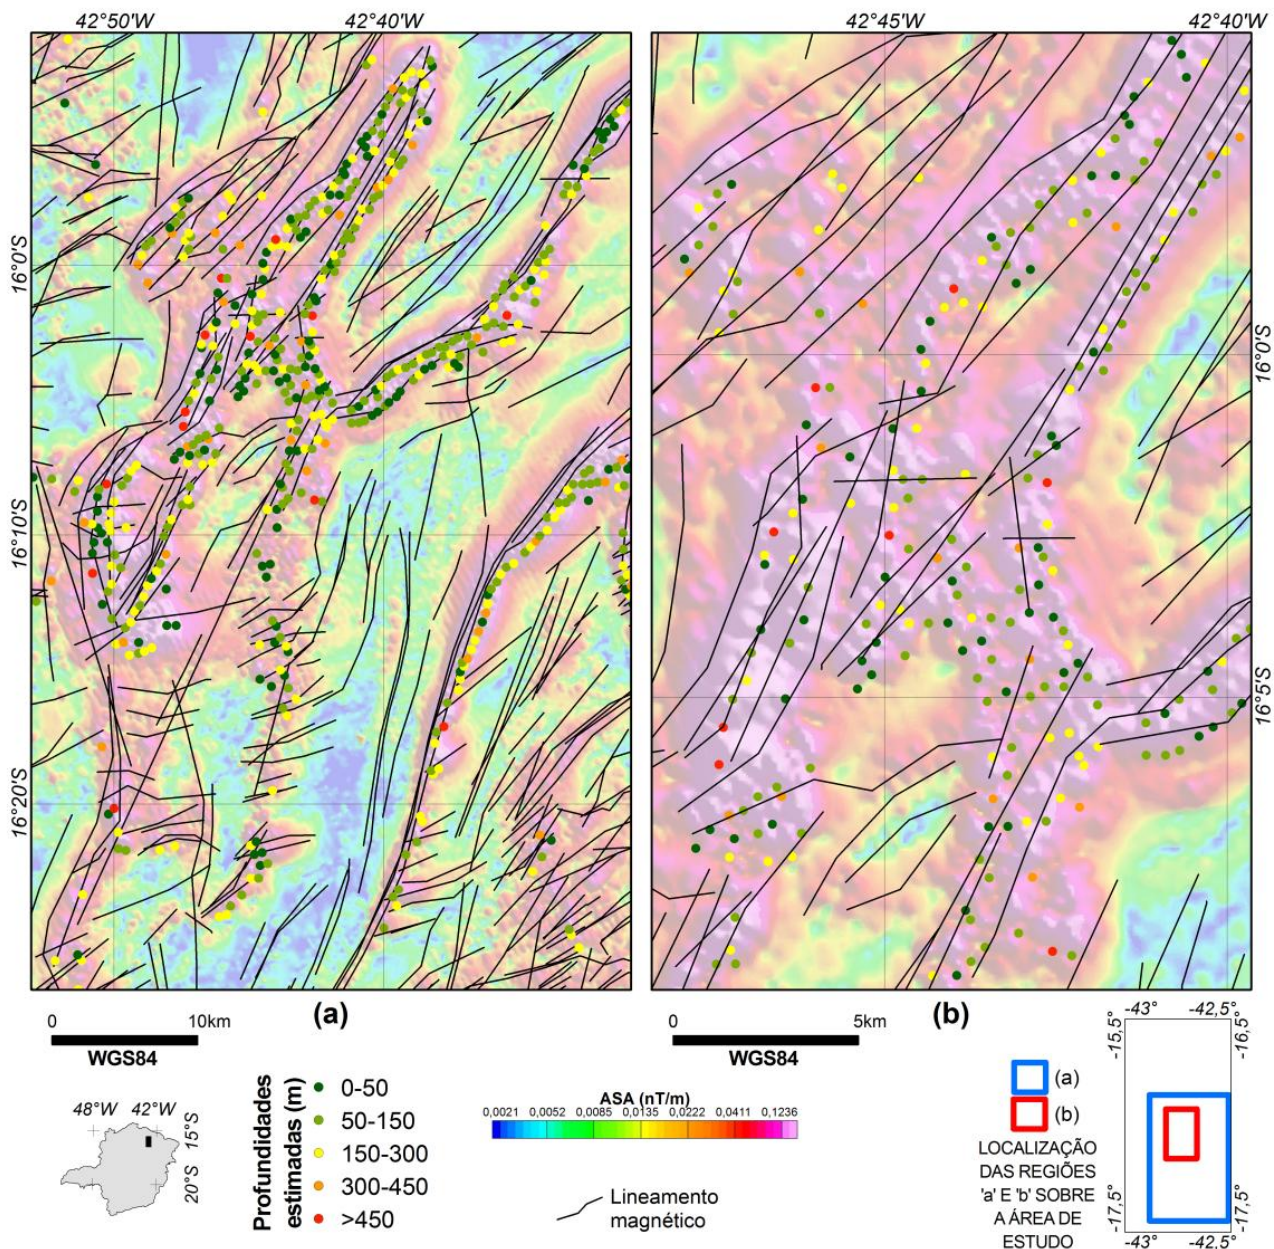 42°50'W 42°40'W 42°45'W 42°40'W
16°0'S
16°10'S
16°20'S
16°0'S
16°5'S
(a) (b)
0 10km
WGS84
0 5km
WGS84
48°W 42°W
15°S
20°S
Profundidades
estimadas (m)
0-50
50-150
150-300
300-450
>450
ASA (nT/m)
0,0021 0,0052 0,0085 0,0135 0,0222 0,0411 0,1236
Lineamento
magnético
(a)
(b)
LOCALIZAÇÃO
DAS REGIÕES
'a' E 'b' SOBRE
A ÁREA DE
ESTUDO
-43° -42,5°
-15,5° -16,5°
-17,5° -17,5°
-43° -42,5°